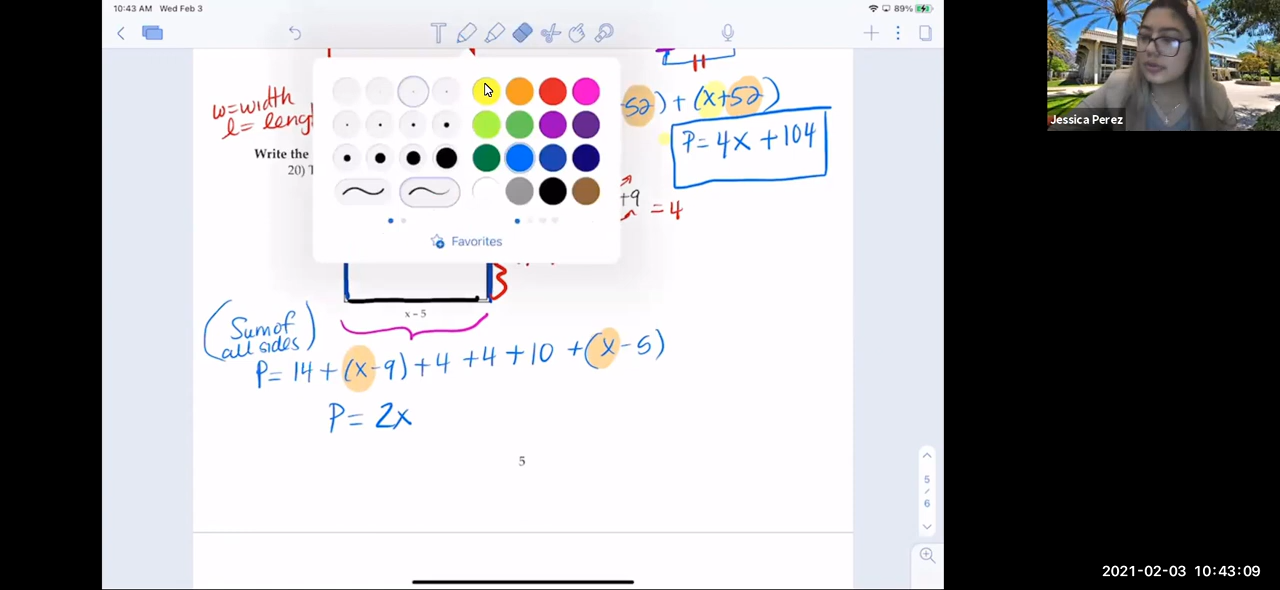 10:43 AM Wed Feb 3
89%
Jessica Perez
w=width
l=
52) + (x+52)
P= 4x + 104
Write the
20)
+9 = 4
Favorites
x – 5
(Sum of
all sides)
P= 14 + (x-9) +4 +4 +10 +(x-5)
P= 2x
5
5
/
6
2021-02-03 10:43:09